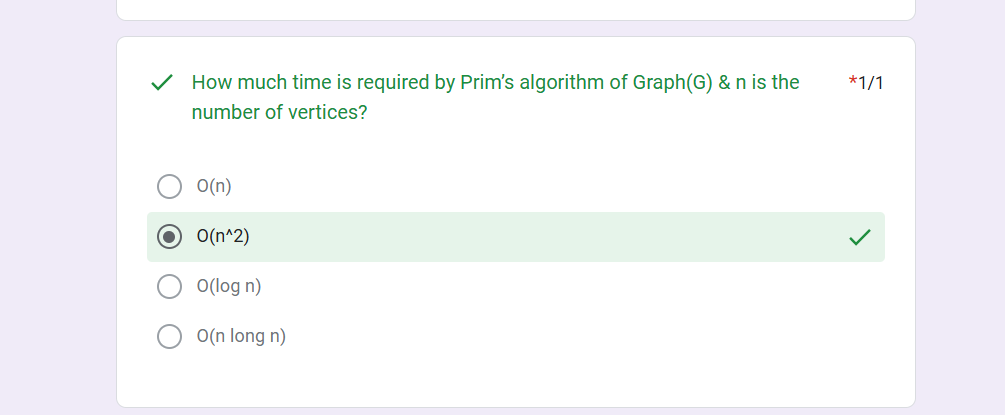 How much time is required by Prim's algorithm of Graph(G) & n is the *1/1
number of vertices?
O(n)
O(n^2)
O(log n)
O(n long n)